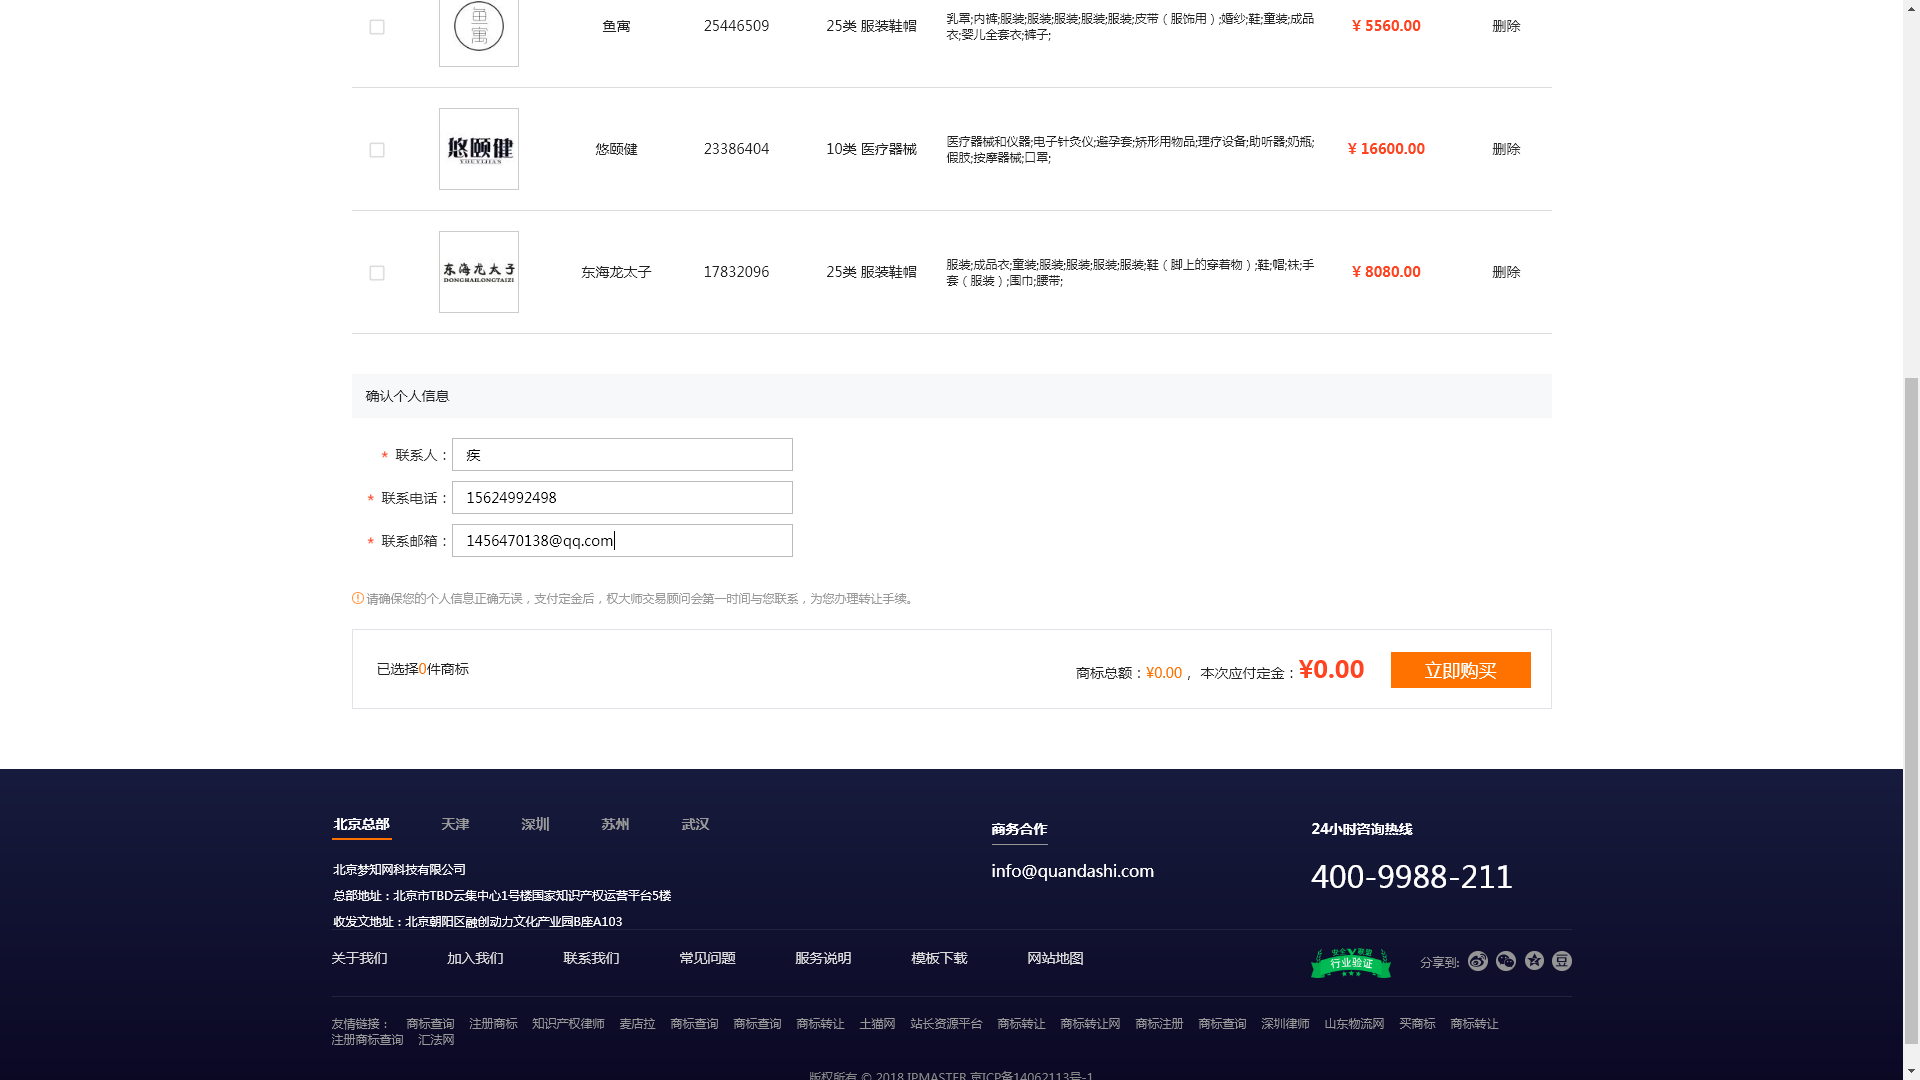 鱼寓
鱼寓 25446509 25类 服装鞋帽 乳罩;内裤;服装;服装;服装;服装;服装;皮带（服饰用）;婚纱;鞋;童装;成品
衣;婴儿全套衣;裤子; ¥ 5560.00 删除
悠颐健
YOUYIJIAN
悠颐健 23386404 10类 医疗器械 医疗器械和仪器;电子针灸仪;避孕套;矫形用物品;理疗设备;助听器;奶瓶;
假肢;按摩器械;口罩; ¥ 16600.00 删除
东海龙太子
DONGHAILONGTAIZI
东海龙太子 17832096 25类 服装鞋帽 服装;成品衣;童装;服装;服装;服装;服装;鞋（脚上的穿着物）;鞋;帽;袜;手
套（服装）;围巾;腰带; ¥ 8080.00 删除
确认个人信息
* 联系人： 疾
* 联系电话： 15624992498
* 联系邮箱： 1456470138@qq.com
请确保您的个人信息正确无误，支付定金后，权大师交易顾问会第一时间与您联系，为您办理转让手续。
已选择0件商标 商标总额：¥0.00， 本次应付定金：¥0.00 立即购买
北京总部 天津 深圳 苏州 武汉
北京梦知网科技有限公司
总部地址：北京市TBD云集中心1号楼国家知识产权运营平台5楼
收发文地址：北京朝阳区融创动力文化产业园B座A103
商务合作
info@quandashi.com
24小时咨询热线
400-9988-211
关于我们 加入我们 联系我们 常见问题 服务说明 模板下载 网站地图
安全 联盟
行业验证
分享到: 豆
友情链接： 商标查询 注册商标 知识产权律师 麦店拉 商标查询 商标查询 商标转让 土猫网 站长资源平台 商标转让 商标转让网 商标注册 商标查询 深圳律师 山东物流网 买商标 商标转让
注册商标查询 汇法网
版权所有 © 2018 IPMASTER 京ICP备14062113号-1